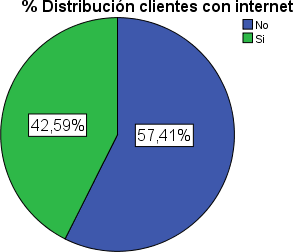 % Distribución clientes con internet
No
Si
42,59%
57,41%